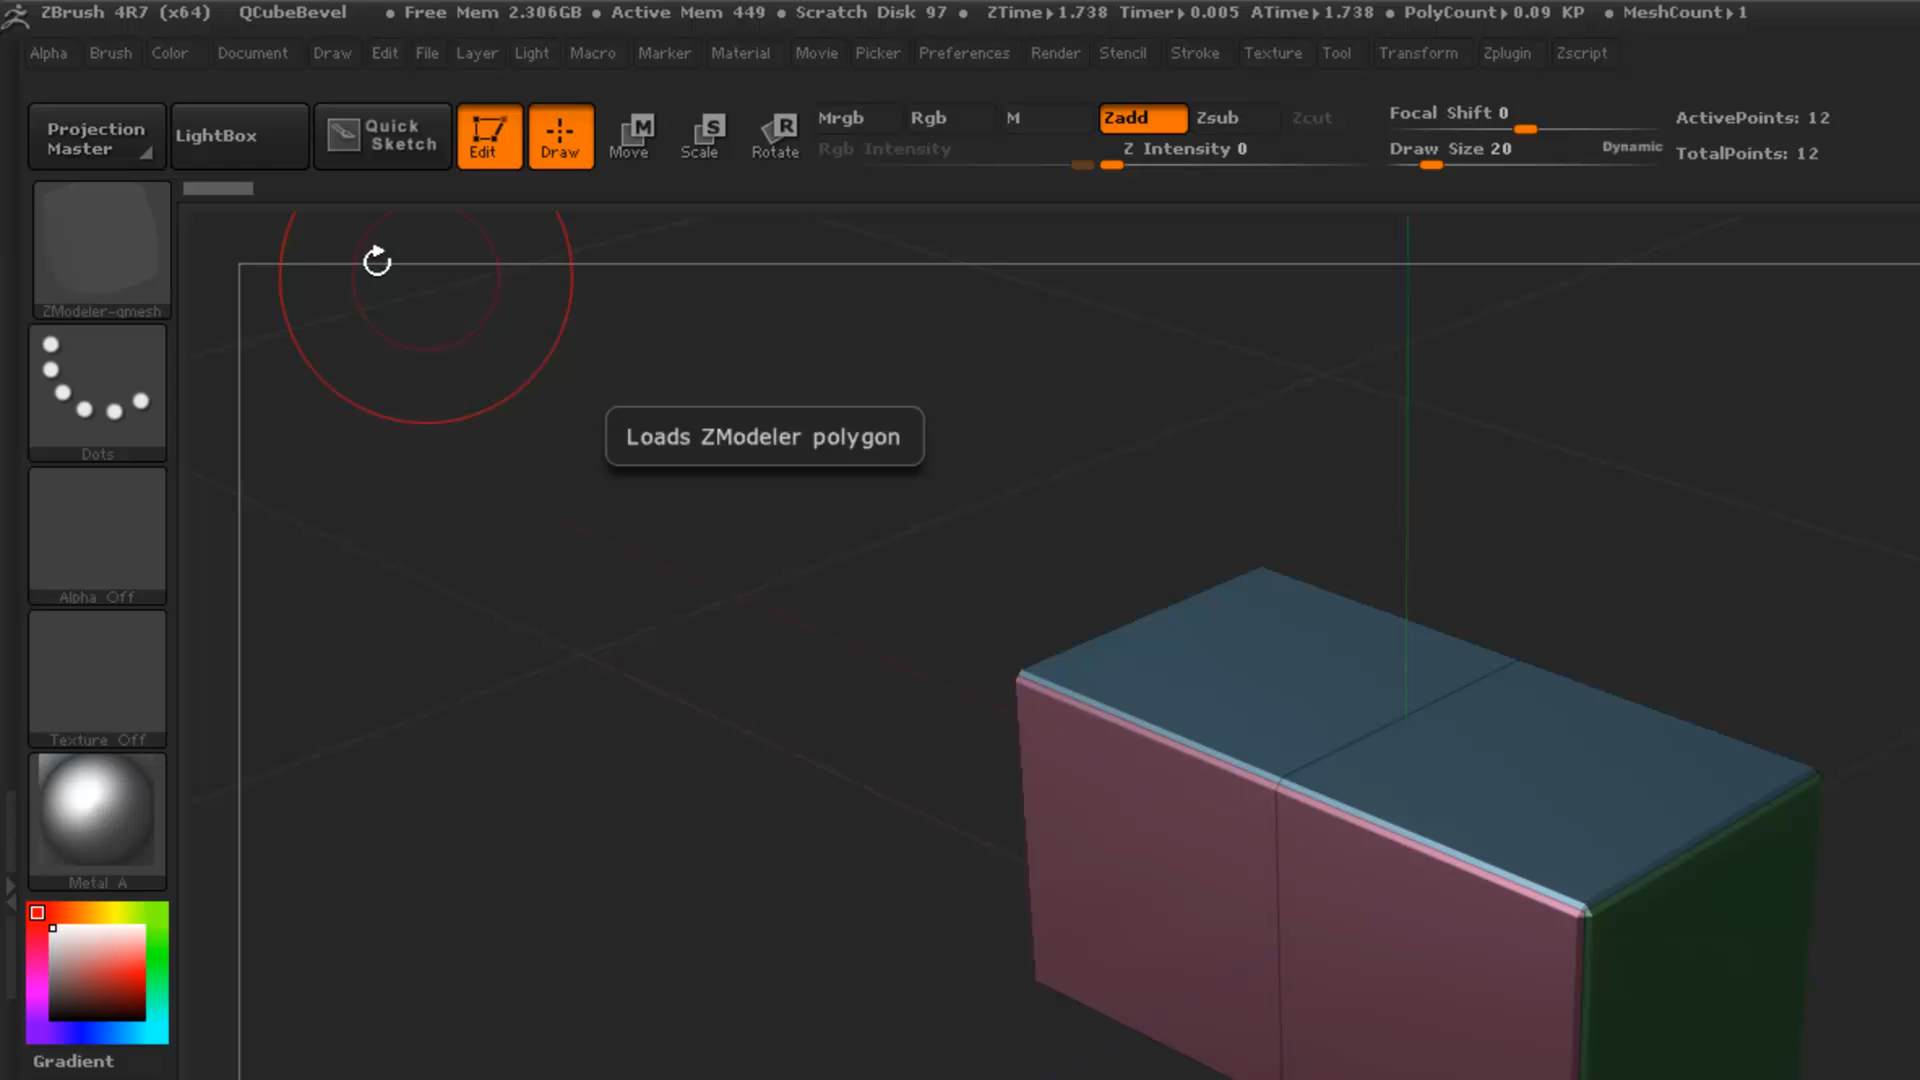 ZBrush 4R7 (x64) QCubeBevel • Free Mem 2.306GB • Active Mem 449 • Scratch Disk 97 • ZTime▸1.738 Timer▸0.005 ATime▸1.738 • PolyCount▸0.09 KP • MeshCount▸1
Alpha Brush Color Document Draw Edit File Layer Light Macro Marker Material Movie Picker Preferences Render Stencil Stroke Texture Tool Transform Zplugin Zscript
Projection Master
LightBox
Quick Sketch
Edit
Draw
M
Move
S
Scale
R
Rotate
Mrgb Rgb M Zadd Zsub Zcut
Rgb Intensity Z Intensity 0
Focal Shift 0
Draw Size 20 Dynamic
ActivePoints: 12
TotalPoints: 12
ZModeler-qmesh
Dots
Alpha Off
Texture Off
Metal A
Gradient
Loads ZModeler polygon